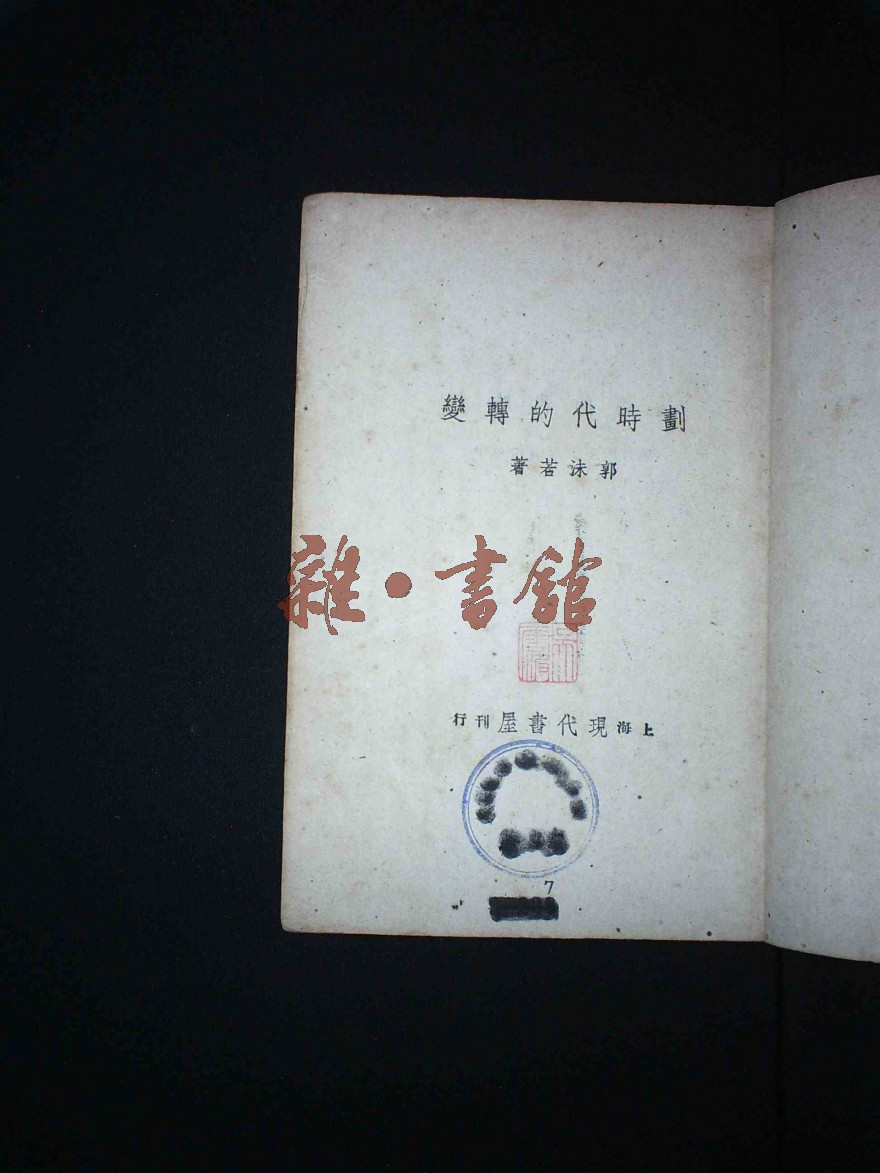 劃時代的轉變
郭沫若著
雜·書館
上海現代書屋刊行
7